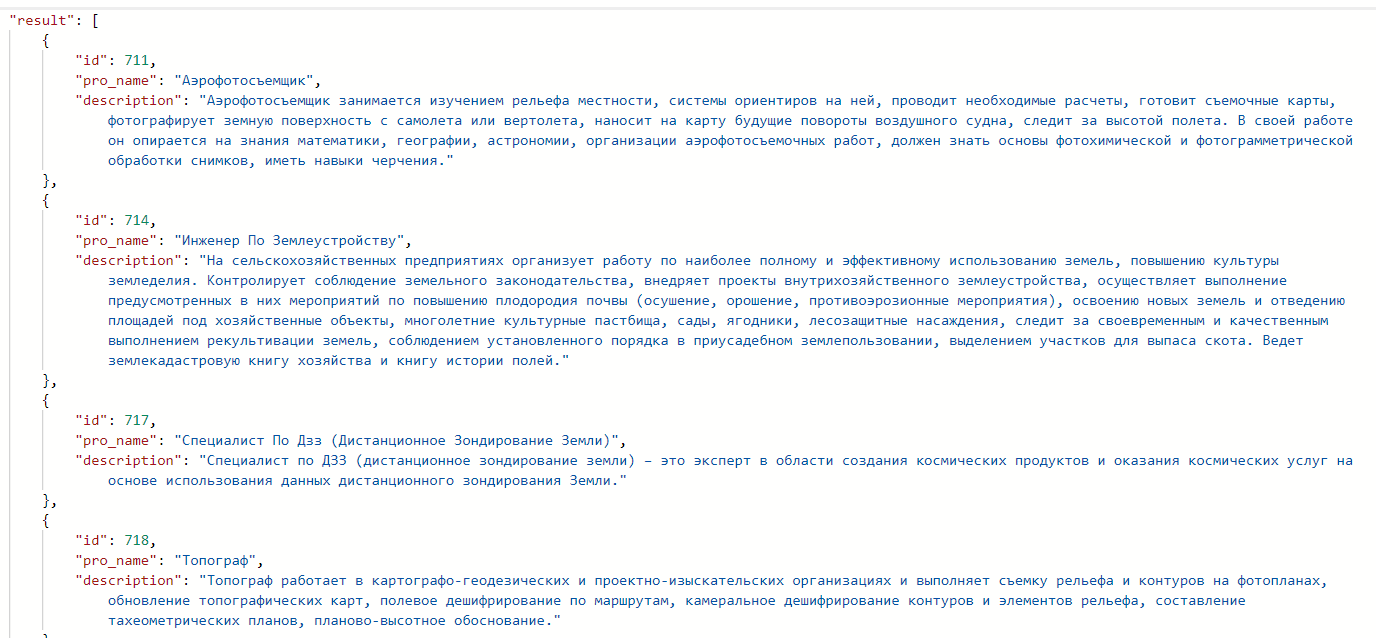 "result": [
{
"id": 711,
"pro_name": "Аэрофотосъемщик",
"description": "Аэрофотосъемщик занимается изучением рельефа местности, системы ориентиров на ней, проводит необходимые расчеты, готовит съемочные карты,
фотографирует земную поверхность с самолета или вертолета, наносит на карту будущие повороты воздушного судна, следит за высотой полета. В своей работе
он опирается на знания математики, географии, астрономии, организации аэрофотосъемочных работ, должен знать основы фотохимической и фотограмметрической
обработки снимков, иметь навыки черчения."
},
{
"id": 714,
"pro_name": "Инженер По Землеустройству",
"description": "На сельскохозяйственных предприятиях организует работу по наиболее полному и эффективному использованию земель, повышению культуры
земледелия. Контролирует соблюдение земельного законодательства, внедряет проекты внутрихозяйственного землеустройства, осуществляет выполнение
предусмотренных в них мероприятий по повышению плодородия почвы (осушение, орошение, противоэрозионные мероприятия), освоению новых земель и отведению
площадей под хозяйственные объекты, многолетние культурные пастбища, сады, ягодники, лесозащитные насаждения, следит за своевременным и качественным
выполнением рекультивации земель, соблюдением установленного порядка в приусадебном землепользовании, выделением участков для выпаса скота. Ведет
землекадастровую книгу хозяйства и книгу истории полей."
},
{
"id": 717,
"pro_name": "Специалист По Дзз (Дистанционное Зондирование Земли)",
"description": "Специалист по ДЗЗ (дистанционное зондирование земли) – это эксперт в области создания космических продуктов и оказания космических услуг на
основе использования данных дистанционного зондирования Земли."
},
{
"id": 718,
"pro_name": "Топограф",
"description": "Топограф работает в картографо-геодезических и проектно-изыскательских организациях и выполняет съемку рельефа и контуров на фотопланах,
обновление топографических карт, полевое дешифрирование по маршрутам, камеральное дешифрирование контуров и элементов рельефа, составление
тахеометрических планов, планово-высотное обоснование."